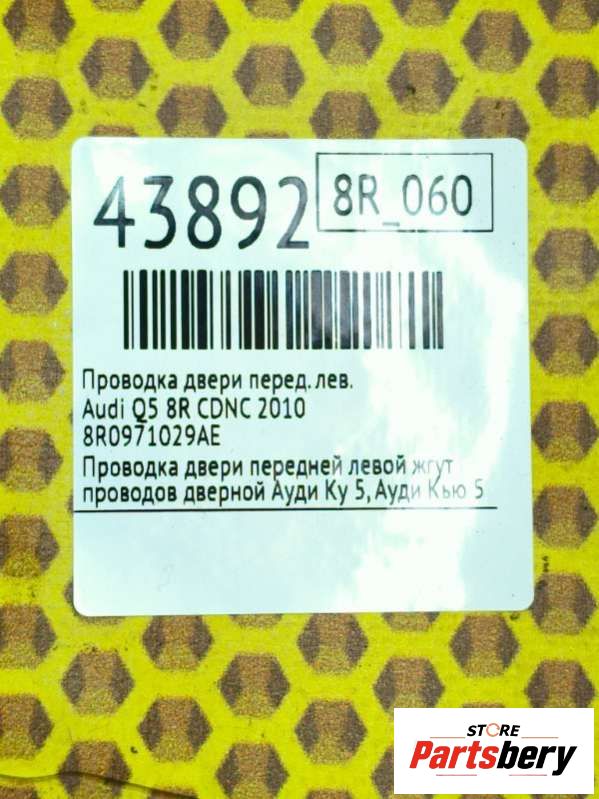 43892
8R_060
Проводка двери перед. лев.
Audi Q5 8R CDNC 2010
8R0971029AE
Проводка двери передней левой жгут
проводов дверной Ауди Ку 5, Ауди Кью 5
STORE
Partsbery